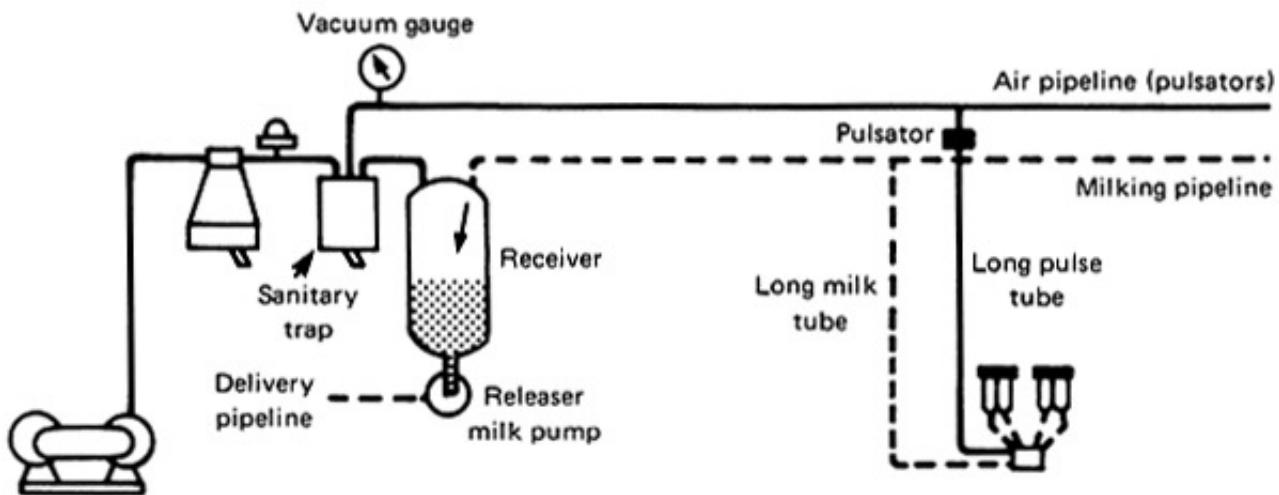 Vacuum gauge
Air pipeline (pulsators)
Pulsator
Milking pipeline
Receiver
Sanitary
trap
Long milk
tube
Long pulse
tube
Delivery
pipeline
Releaser
milk pump